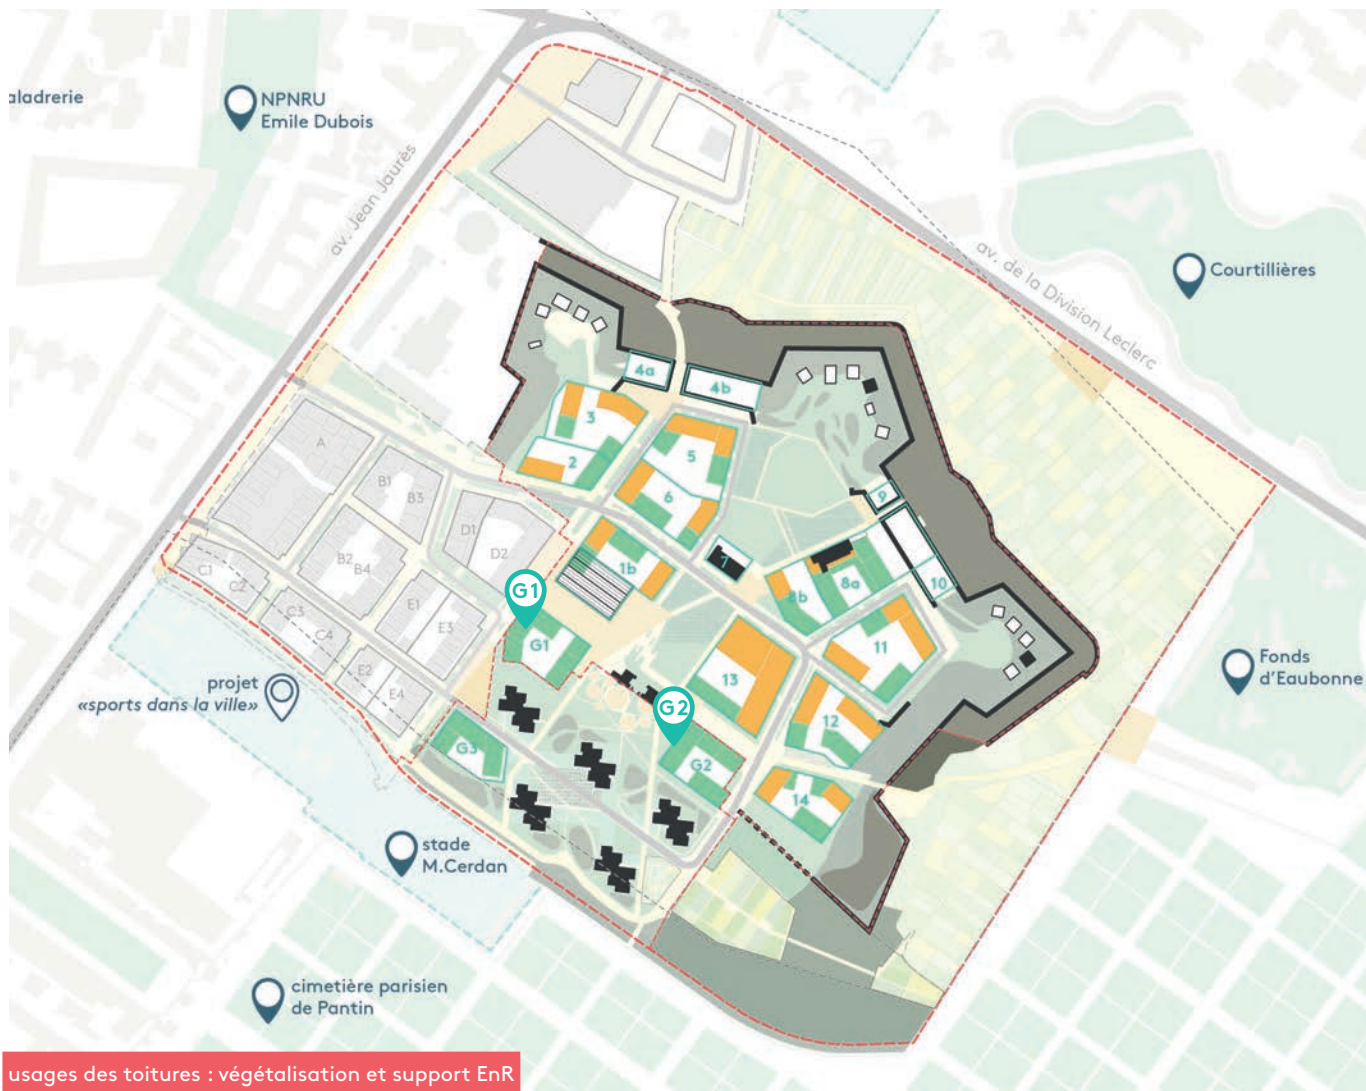 aladrerie
NPNRU
Emile Dubois
av. Jean Jaurès
av. de la Division Leclerc
Courtillières
4a
4b
3
2
5
6
9
A
B1
B3
D1
D2
B2
B4
1b
7
8b
8a
10
C1
C2
C3
C4
E1
E3
E2
E4
G1
G1
11
13
12
14
G2
G2
G3
projet
«sports dans la ville»
Fonds
d'Eaubonne
stade
M.Cerdan
cimetière parisien
de Pantin
usages des toitures : végétalisation et support EnR